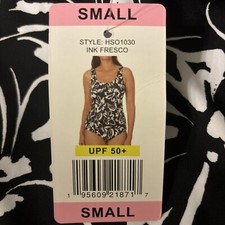 SMALL
STYLE: HSO1030
INK FRESCO
UPF 50+
1 95609 21871 7
SMALL